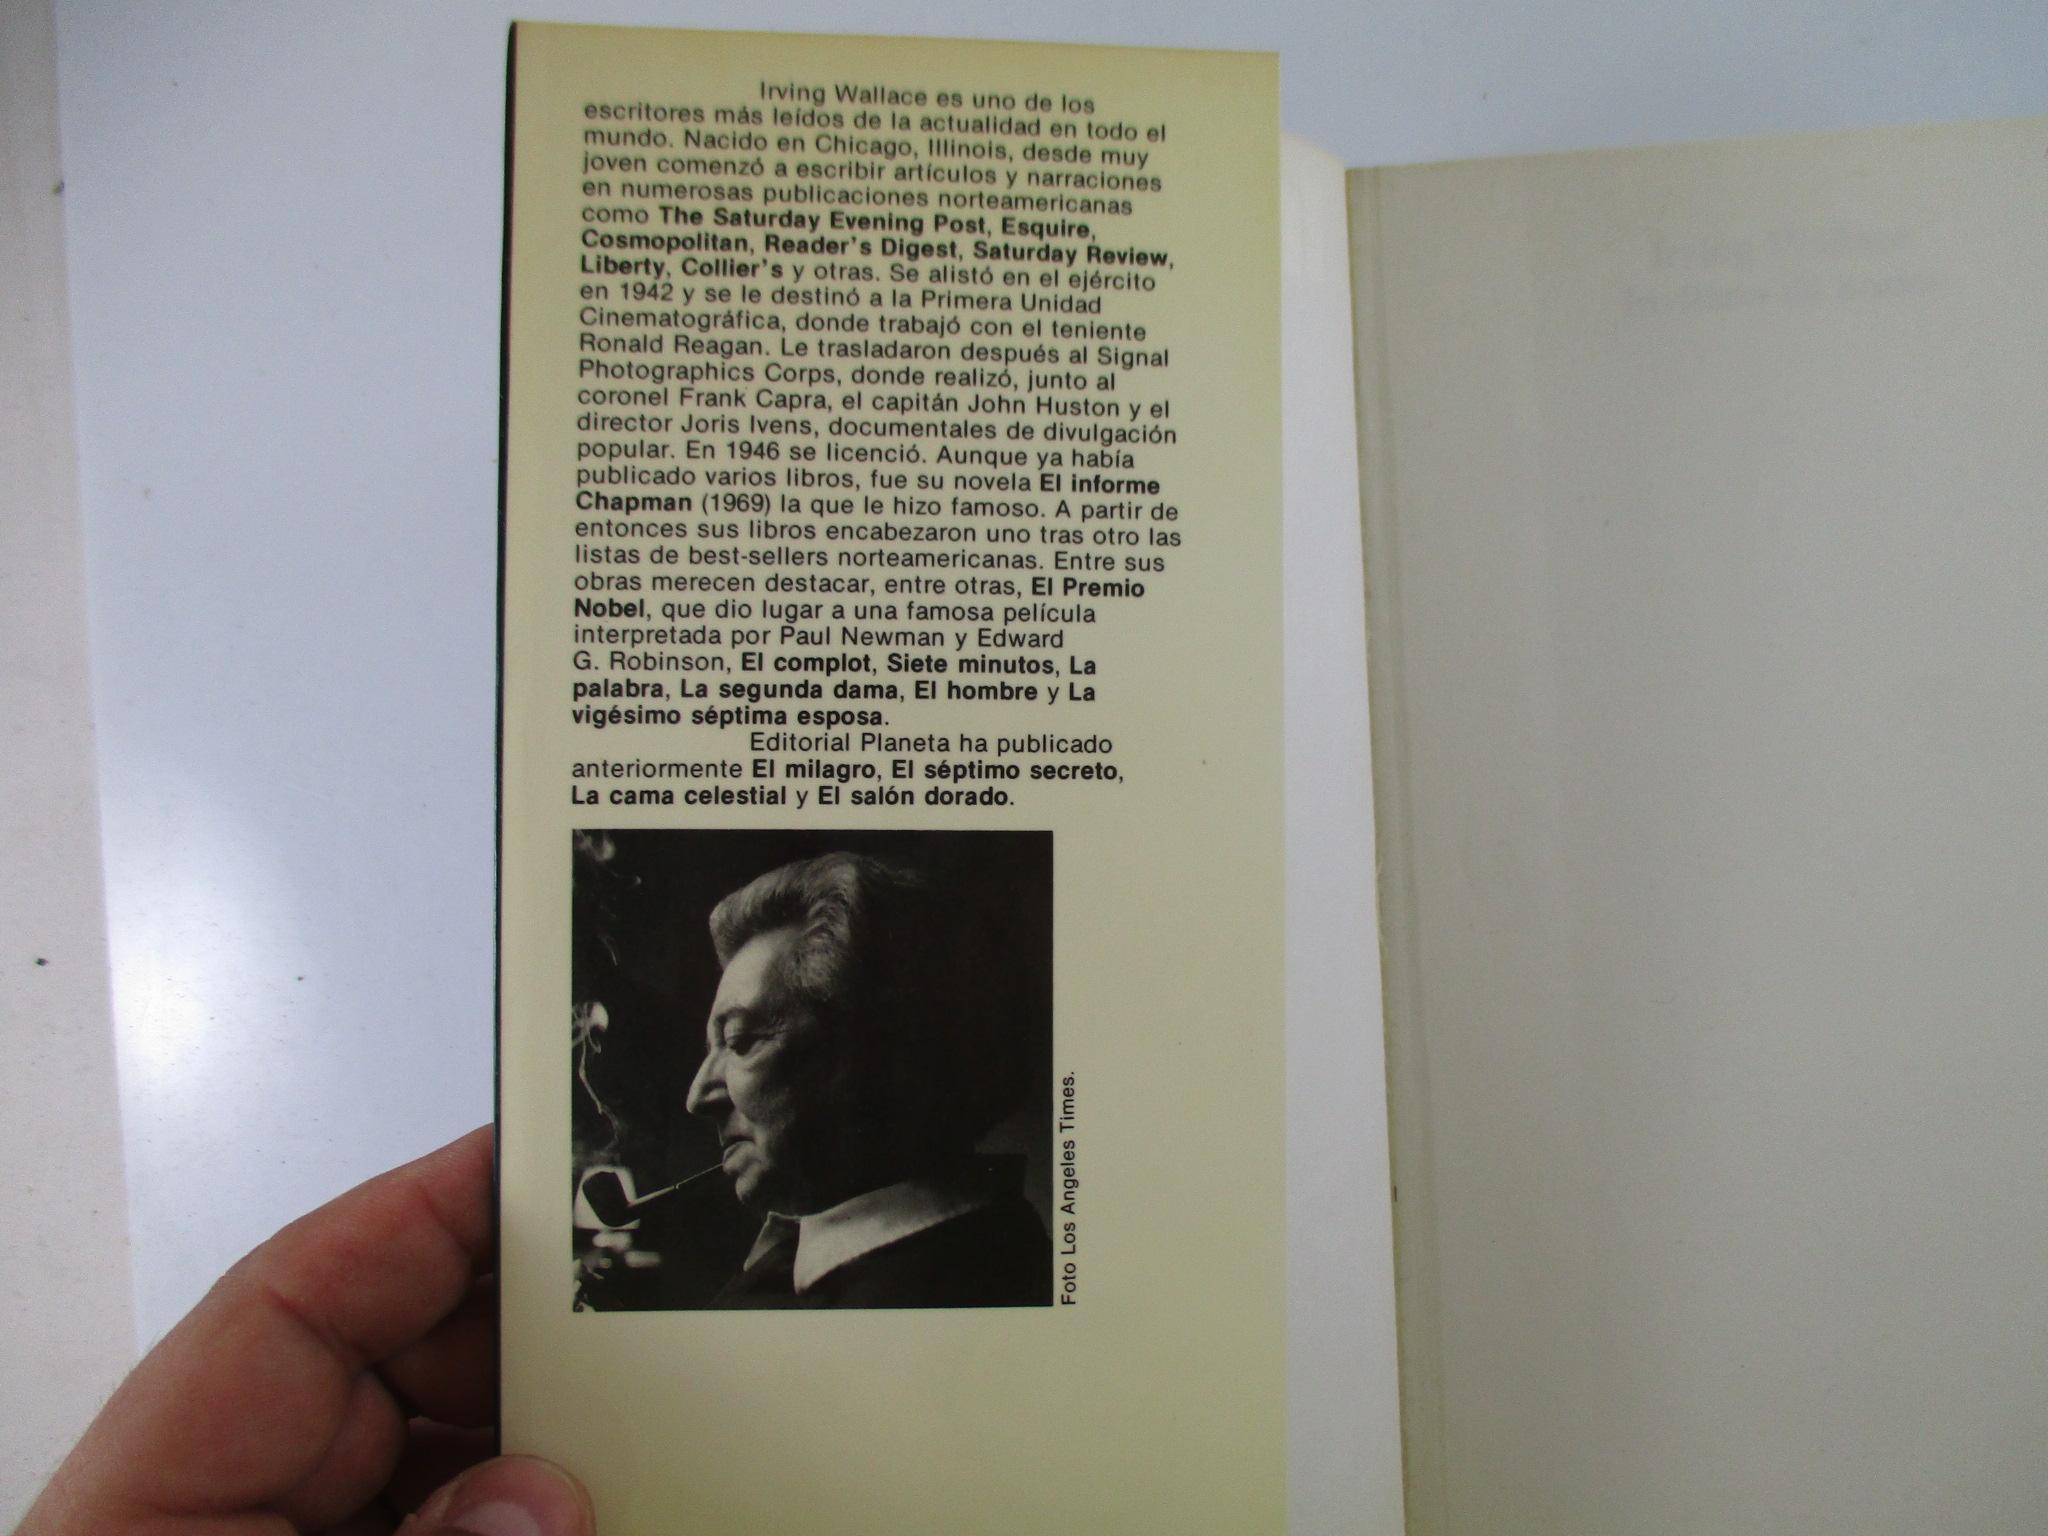 Irving Wallace es uno de los
escritores más leídos de la actualidad en todo el
mundo. Nacido en Chicago, Illinois, desde muy
joven comenzó a escribir artículos y narraciones
en numerosas publicaciones norteamericanas
como The Saturday Evening Post, Esquire,
Cosmopolitan, Reader's Digest, Saturday Review,
Liberty, Collier's y otras. Se alistó en el ejército
en 1942 y se le destinó a la Primera Unidad
Cinematográfica, donde trabajó con el teniente
Ronald Reagan. Le trasladaron después al Signal
Photographics Corps, donde realizó, junto al
coronel Frank Capra, el capitán John Huston y el
director Joris Ivens, documentales de divulgación
popular. En 1946 se licenció. Aunque ya había
publicado varios libros, fue su novela El informe
Chapman (1969) la que le hizo famoso. A partir de
entonces sus libros encabezaron uno tras otro las
listas de best-sellers norteamericanas. Entre sus
obras merecen destacar, entre otras, El Premio
Nobel, que dio lugar a una famosa película
interpretada por Paul Newman y Edward
G. Robinson, El complot, Siete minutos, La
palabra, La segunda dama, El hombre y La
vigésimo séptima esposa.
Editorial Planeta ha publicado
anteriormente El milagro, El séptimo secreto,
La cama celestial y El salón dorado.
Foto Los Angeles Times.